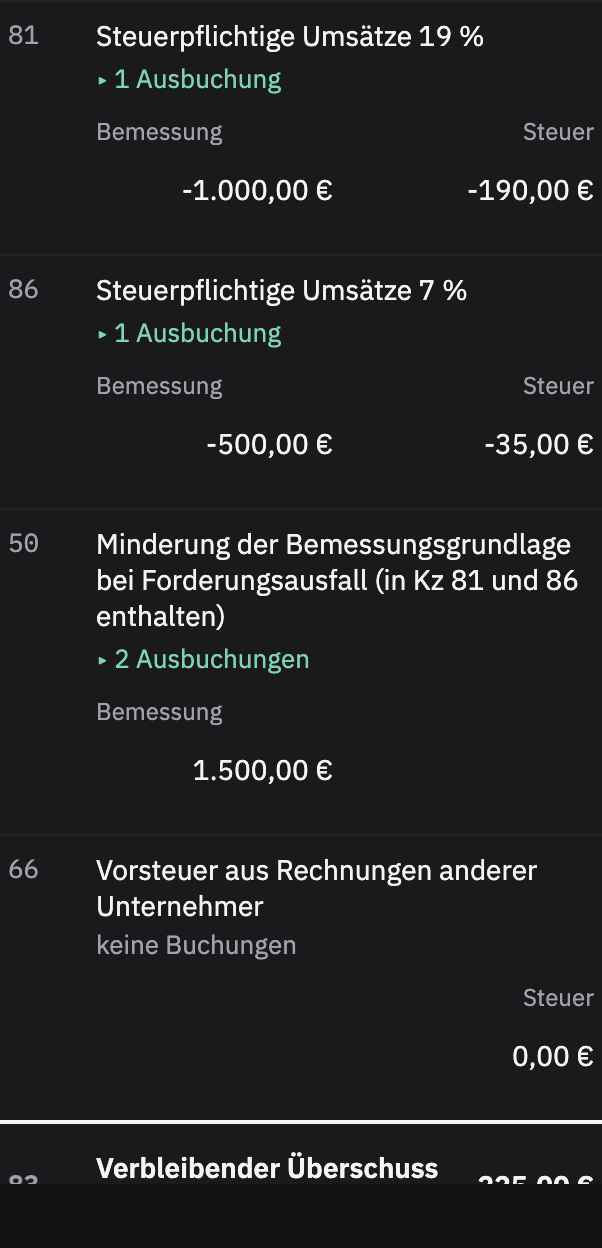 81 Steuerpflichtige Umsätze 19 %
▸ 1 Ausbuchung
Bemessung Steuer
-1.000,00 € -190,00 €
86 Steuerpflichtige Umsätze 7 %
▸ 1 Ausbuchung
Bemessung Steuer
-500,00 € -35,00 €
50 Minderung der Bemessungsgrundlage
bei Forderungsausfall (in Kz 81 und 86
enthalten)
▸ 2 Ausbuchungen
Bemessung
1.500,00 €
66 Vorsteuer aus Rechnungen anderer
Unternehmer
keine Buchungen
Steuer
0,00 €
Verbleibender Überschuss